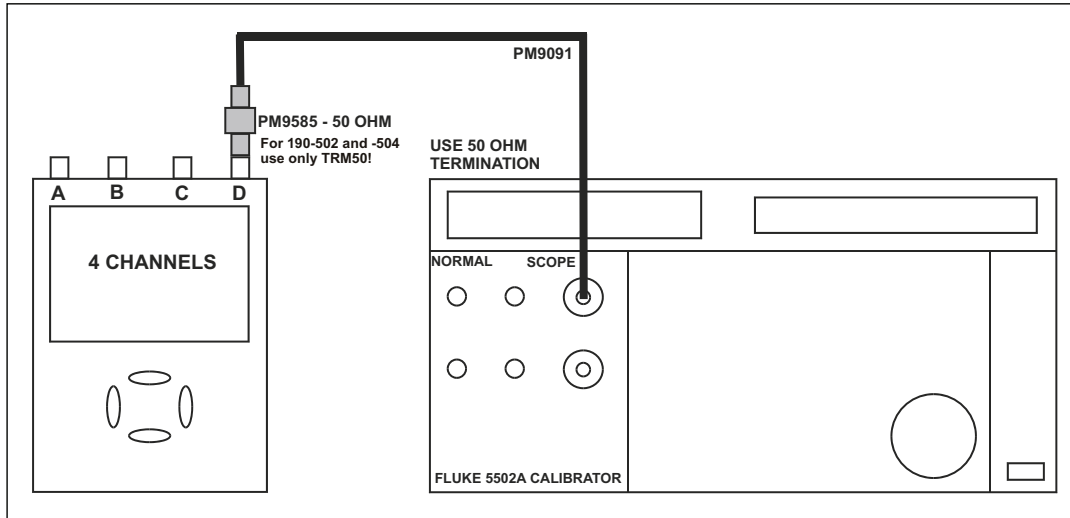 PM9091
PM9585 - 50 OHM
For 190-502 and -504
use only TRM50!
USE 50 OHM
TERMINATION
A B C D
4 CHANNELS
NORMAL SCOPE
FLUKE 5502A CALIBRATOR